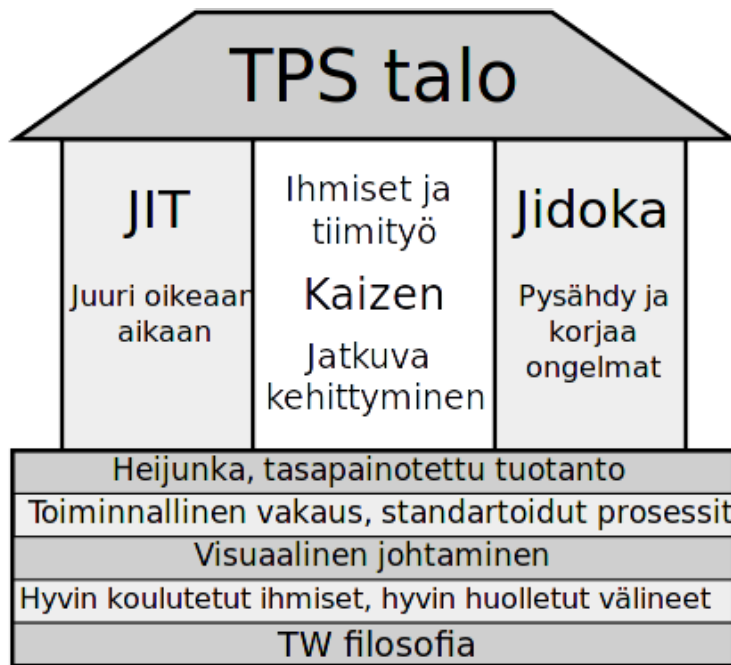 TPS talo
JIT
Juuri oikeaan
aikaan
Ihmiset ja
tiimityö
Kaizen
Jatkuva
kehittyminen
Jidoka
Pysähdy ja
korjaa
ongelmat
Heijunka, tasapainotettu tuotanto
Toiminnallinen vakaus, standartoidut prosessit
Visuaalinen johtaminen
Hyvin koulutetut ihmiset, hyvin huolletut välineet
TW filosofia